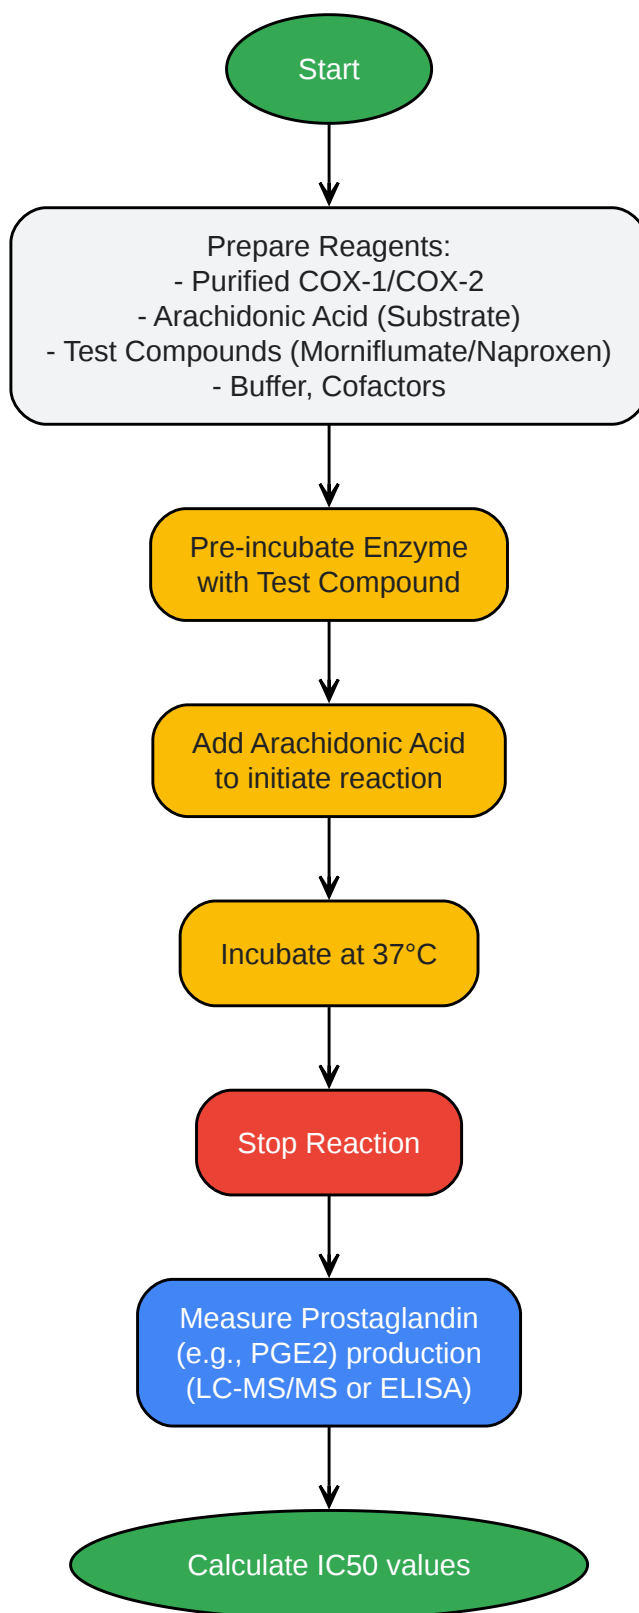 Start
Prepare Reagents:
- Purified COX-1/COX-2
- Arachidonic Acid (Substrate)
- Test Compounds (Morniflumate/Naproxen)
- Buffer, Cofactors
Pre-incubate Enzyme
with Test Compound
Add Arachidonic Acid
to initiate reaction
Incubate at 37°C
Stop Reaction
Measure Prostaglandin
(e.g., PGE2) production
(LC-MS/MS or ELISA)
Calculate IC50 values